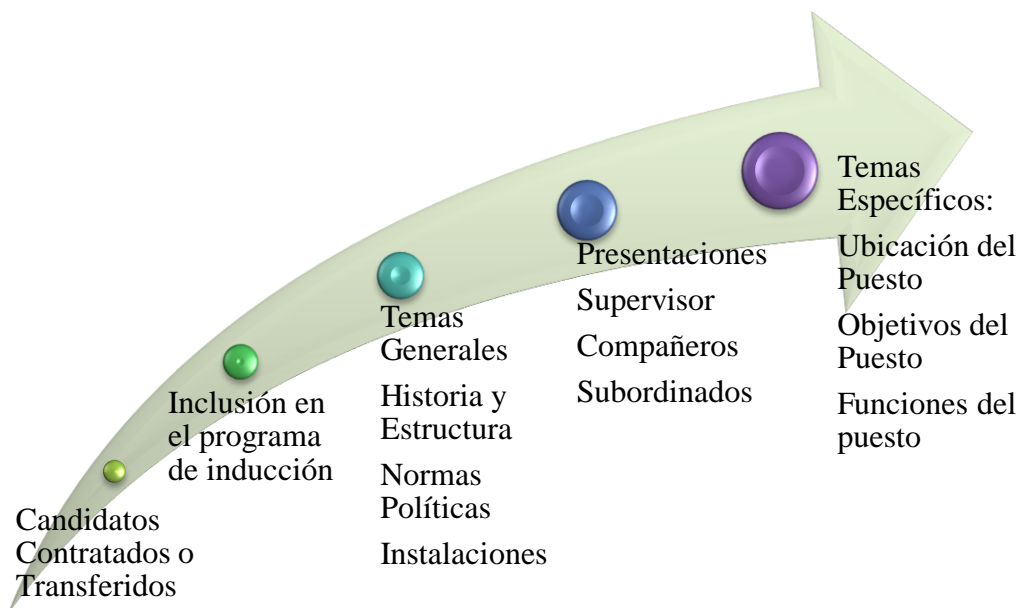 Candidatos
Contratados o
Transferidos
Inclusión en
el programa
de inducción
Temas
Generales
Historia y
Estructura
Normas
Políticas
Instalaciones
Presentaciones
Supervisor
Compañeros
Subordinados
Temas
Específicos:
Ubicación del
Puesto
Objetivos del
Puesto
Funciones del
puesto